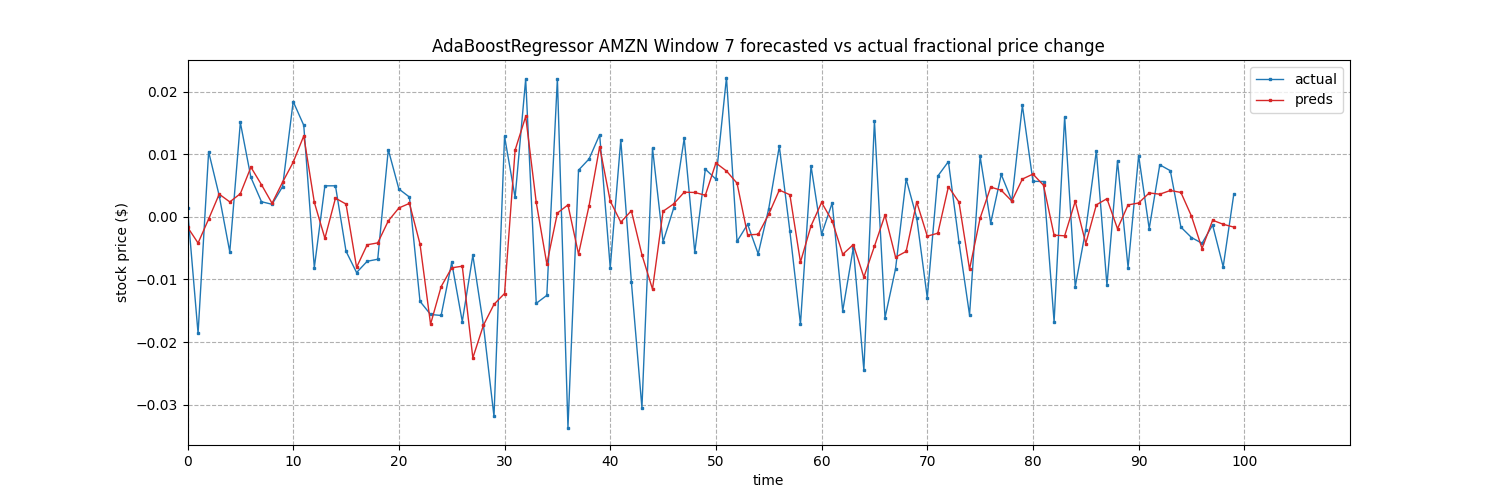 AdaBoostRegressor AMZN Window 7 forecasted vs actual fractional price change
actual
preds
stock price ($)
0.02
0.01
0.00
−0.01
−0.02
−0.03
0 10 20 30 40 50 60 70 80 90 100
time